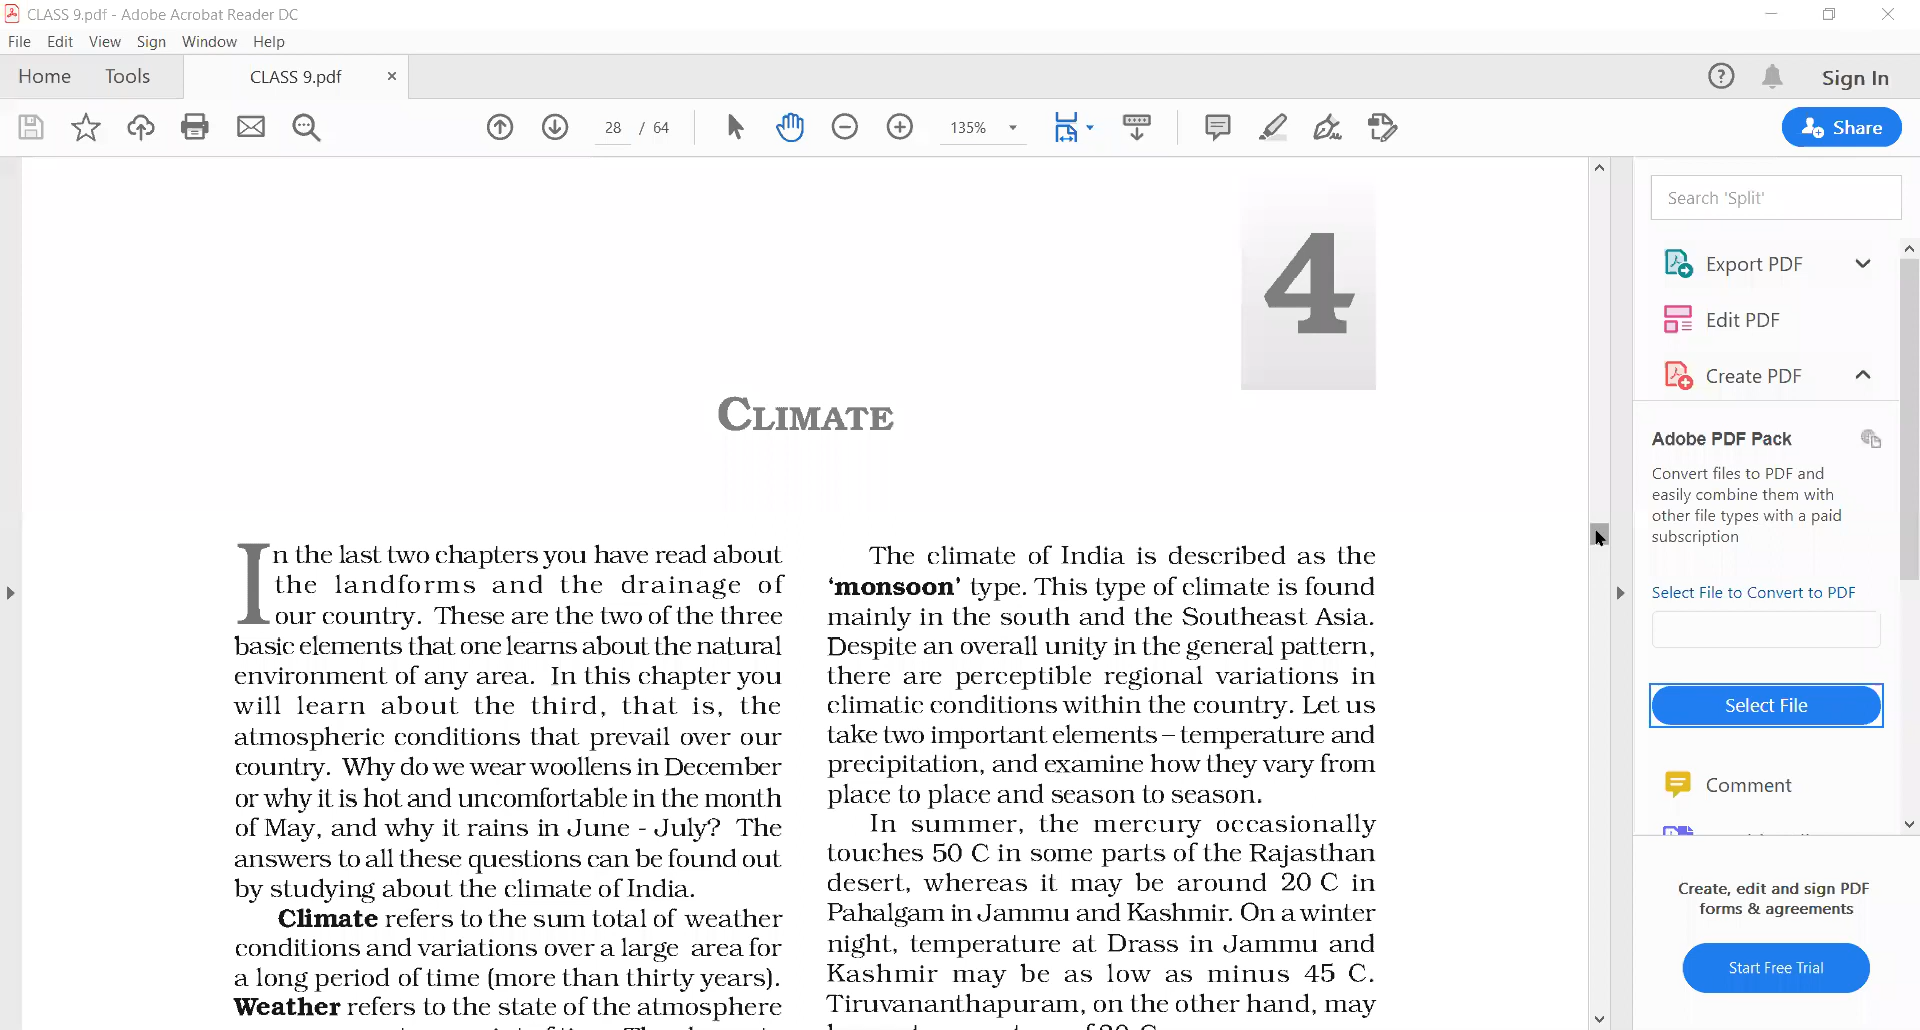 CLASS 9.pdf - Adobe Acrobat Reader DC
File Edit View Sign Window Help
Home Tools CLASS 9.pdf
Sign In
28 / 64
135%
Share
Search 'Split'
Export PDF
Edit PDF
Create PDF
Adobe PDF Pack
Convert files to PDF and
easily combine them with
other file types with a paid
subscription
Select File to Convert to PDF
Select File
Comment
Create, edit and sign PDF
forms & agreements
Start Free Trial
4
CLIMATE
In the last two chapters you have read about
the landforms and the drainage of
our country. These are the two of the three
basic elements that one learns about the natural
environment of any area. In this chapter you
will learn about the third, that is, the
atmospheric conditions that prevail over our
country. Why do we wear woollens in December
or why it is hot and uncomfortable in the month
of May, and why it rains in June - July? The
answers to all these questions can be found out
by studying about the climate of India.
Climate refers to the sum total of weather
conditions and variations over a large area for
a long period of time (more than thirty years).
Weather refers to the state of the atmosphere
The climate of India is described as the
‘monsoon’ type. This type of climate is found
mainly in the south and the Southeast Asia.
Despite an overall unity in the general pattern,
there are perceptible regional variations in
climatic conditions within the country. Let us
take two important elements – temperature and
precipitation, and examine how they vary from
place to place and season to season.
In summer, the mercury occasionally
touches 50 C in some parts of the Rajasthan
desert, whereas it may be around 20 C in
Pahalgam in Jammu and Kashmir. On a winter
night, temperature at Drass in Jammu and
Kashmir may be as low as minus 45 C.
Tiruvananthapuram, on the other hand, may